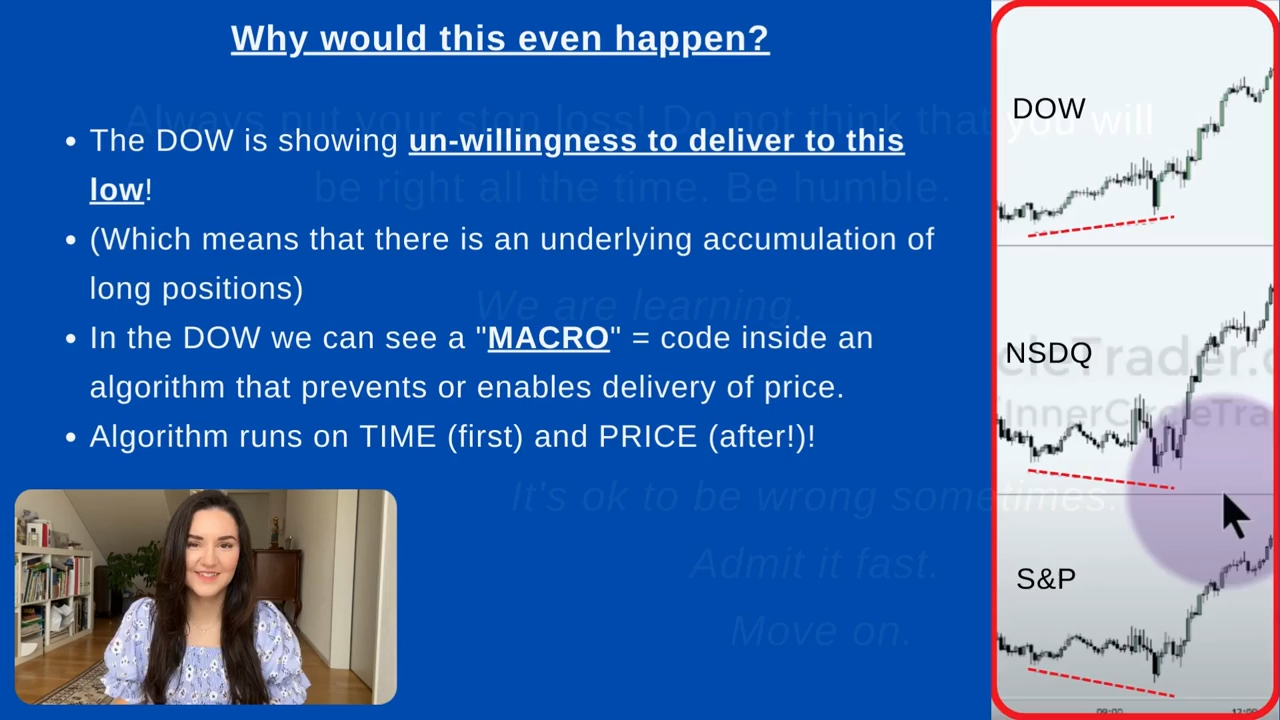 Why would this even happen?
Always put your stop loss! Do not think that you will
be right all the time. Be humble.
• The DOW is showing un-willingness to deliver to this
low!
• (Which means that there is an underlying accumulation of
long positions)
We are learning.
• In the DOW we can see a "MACRO" = code inside an
algorithm that prevents or enables delivery of price.
• Algorithm runs on TIME (first) and PRICE (after!)!
It's ok to be wrong sometimes.
Admit it fast.
Move on.
DOW
NSDQ
cleTrader.c
InnerCircleTra
S&P